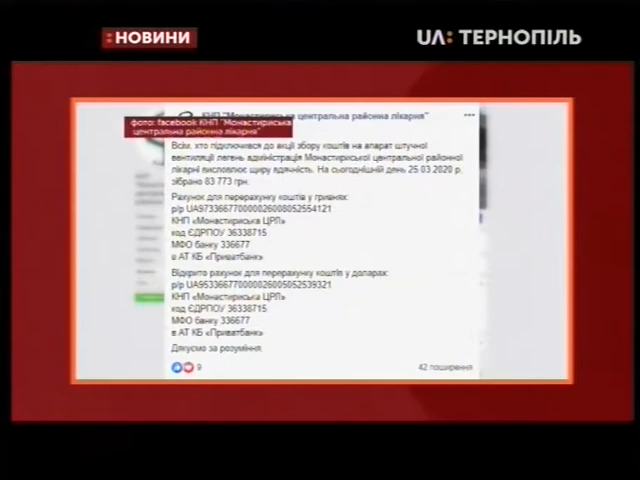 НОВИНИ
UA: ТЕРНОПІЛЬ
КНП "Монастириська центральна районна лікарня"
фото: facebook КНП "Монастириська
центральна районна лікарня"
Всім, хто підключився до акції збору коштів на апарат штучної
вентиляції легень адміністрація Монастириської центральної районної
лікарні висловлює щиру вдячність. На сьогоднішній день 25 03 2020 р.
зібрано 83 773 грн.
Рахунок для перерахунку коштів у гривнях:
р/р UA973366770000026008052554121
КНП «Монастириська ЦРЛ»
код ЄДРПОУ 36338715
МФО банку 336677
в АТ КБ «Приватбанк»
Відкрито рахунок для перерахунку коштів у доларах:
р/р UA953366770000026005052539321
КНП «Монастириська ЦРЛ»
код ЄДРПОУ 36338715
МФО банку 336677
в АТ КБ «Приватбанк»
Дякуємо за розуміння.
9
42 поширення